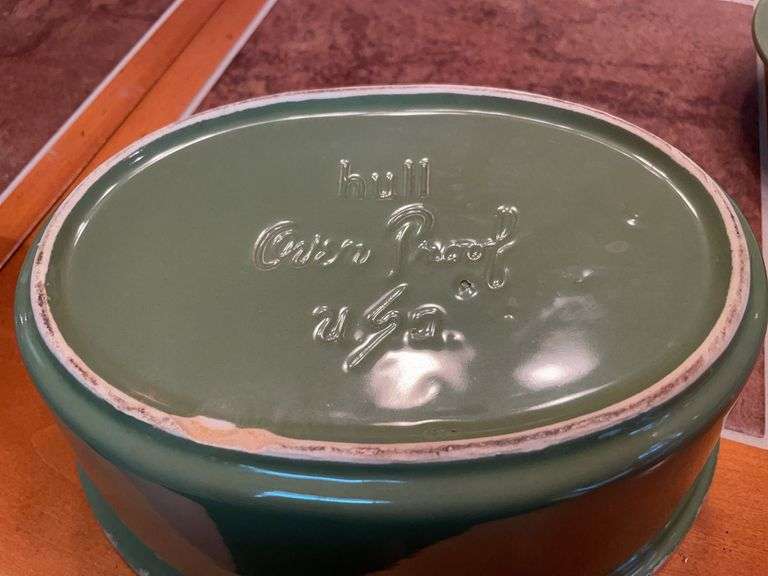 hull
Oven Proof
U.S.A.